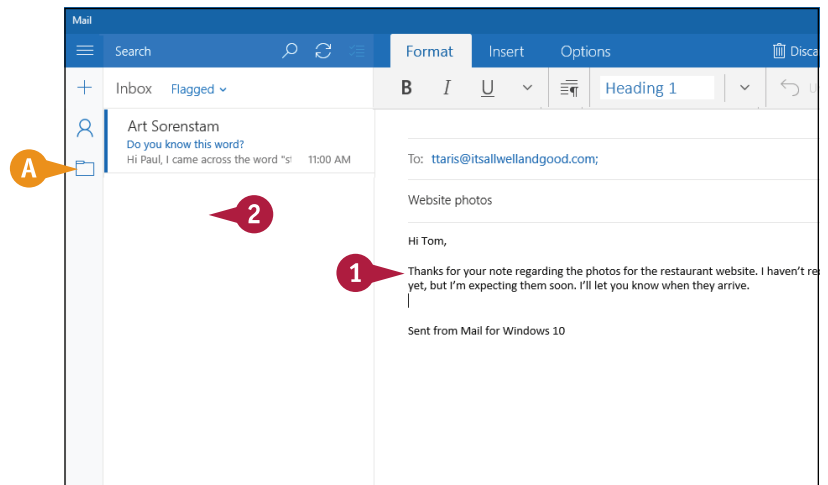 Mail
Search
Format Insert Options Disca
Inbox Flagged
B I U Heading 1
Art Sorenstam
Do you know this word?
Hi Paul, I came across the word "s 11:00 AM
A
To: ttaris@itsallwellandgood.com;
Website photos
2
Hi Tom,
1
Thanks for your note regarding the photos for the restaurant website. I haven't re
yet, but I'm expecting them soon. I'll let you know when they arrive.
Sent from Mail for Windows 10